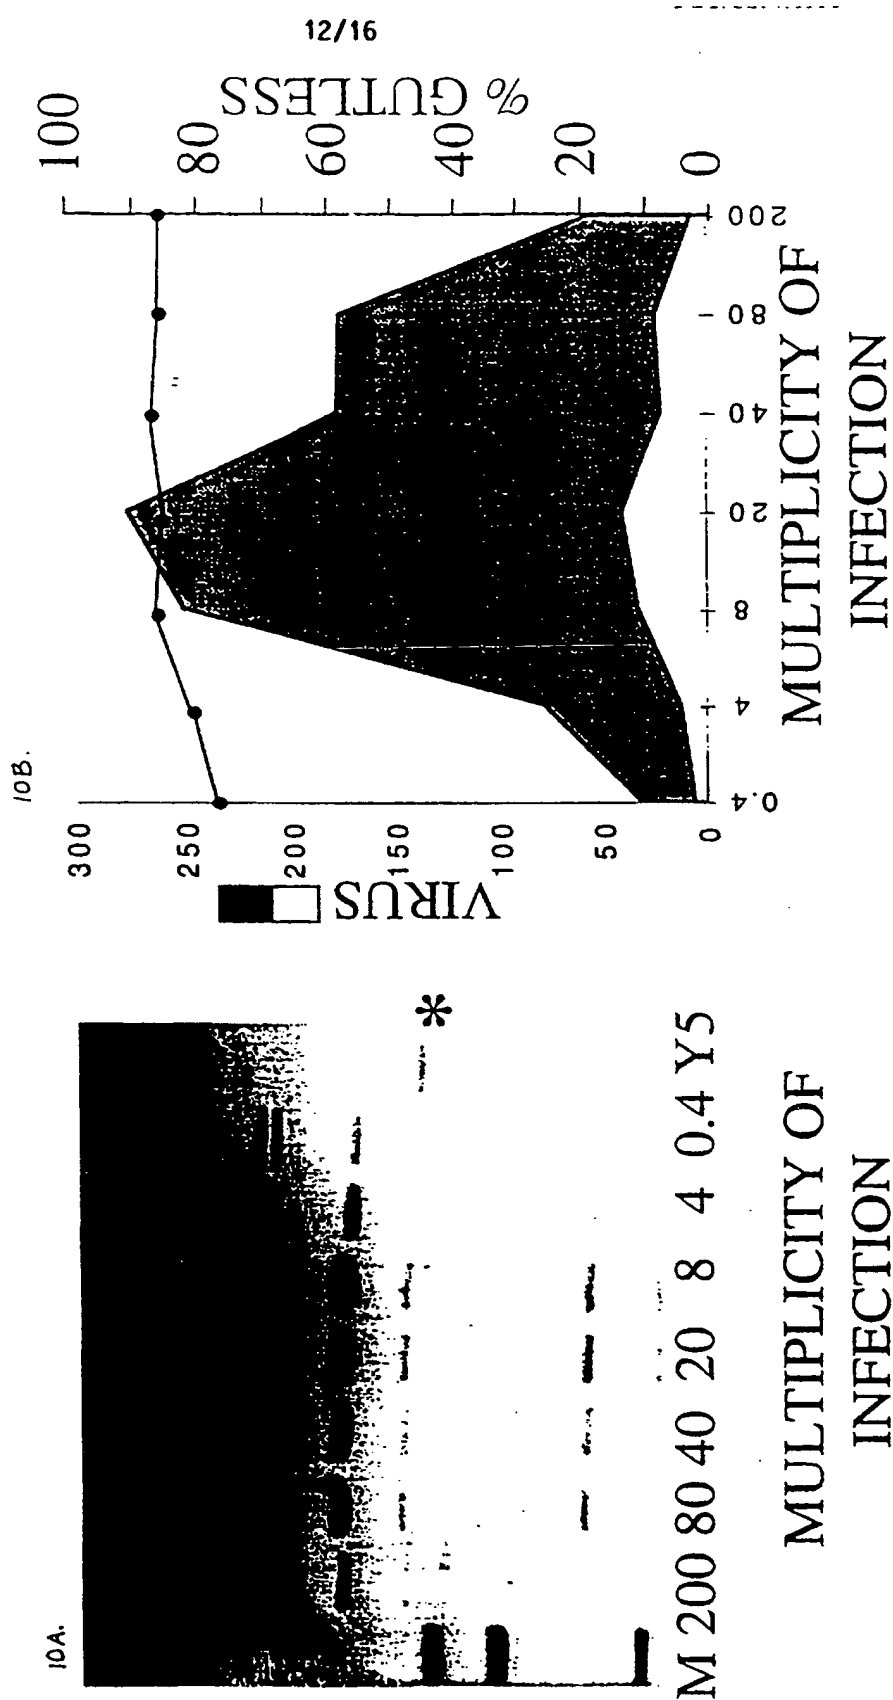 12/16
10B.
VIRUS
300
250
200
150
100
50
0
% GUTLESS
100
80
60
40
20
0
0.4 4 8 20 40 80 200
MULTIPLICITY OF
INFECTION
10A.
*
M 200 80 40 20 8 4 0.4 Y5
MULTIPLICITY OF
INFECTION